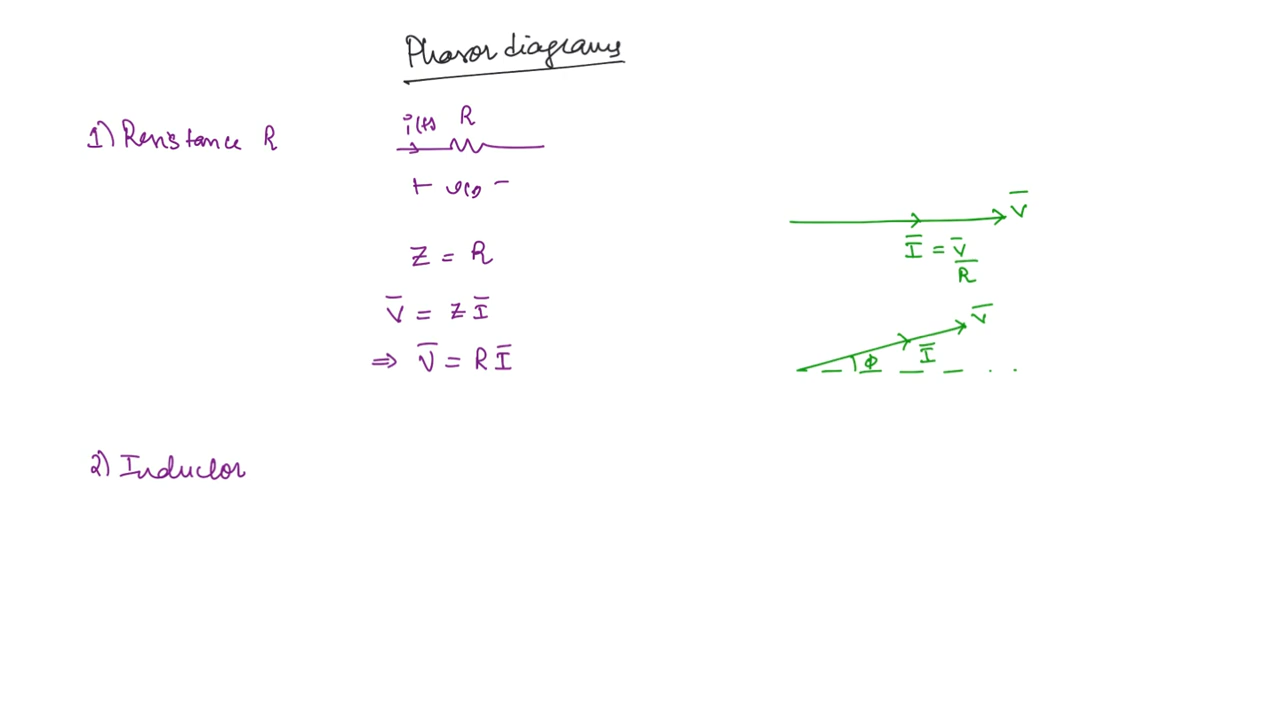 Phasor diagrams
1) Resistance R
i(t) R
+ v(t) -
Z = R
V̅ = Z I̅
⇒ V̅ = R I̅
V̅
I̅ = V̅/R
V̅
I̅
ϕ
2) Inductor